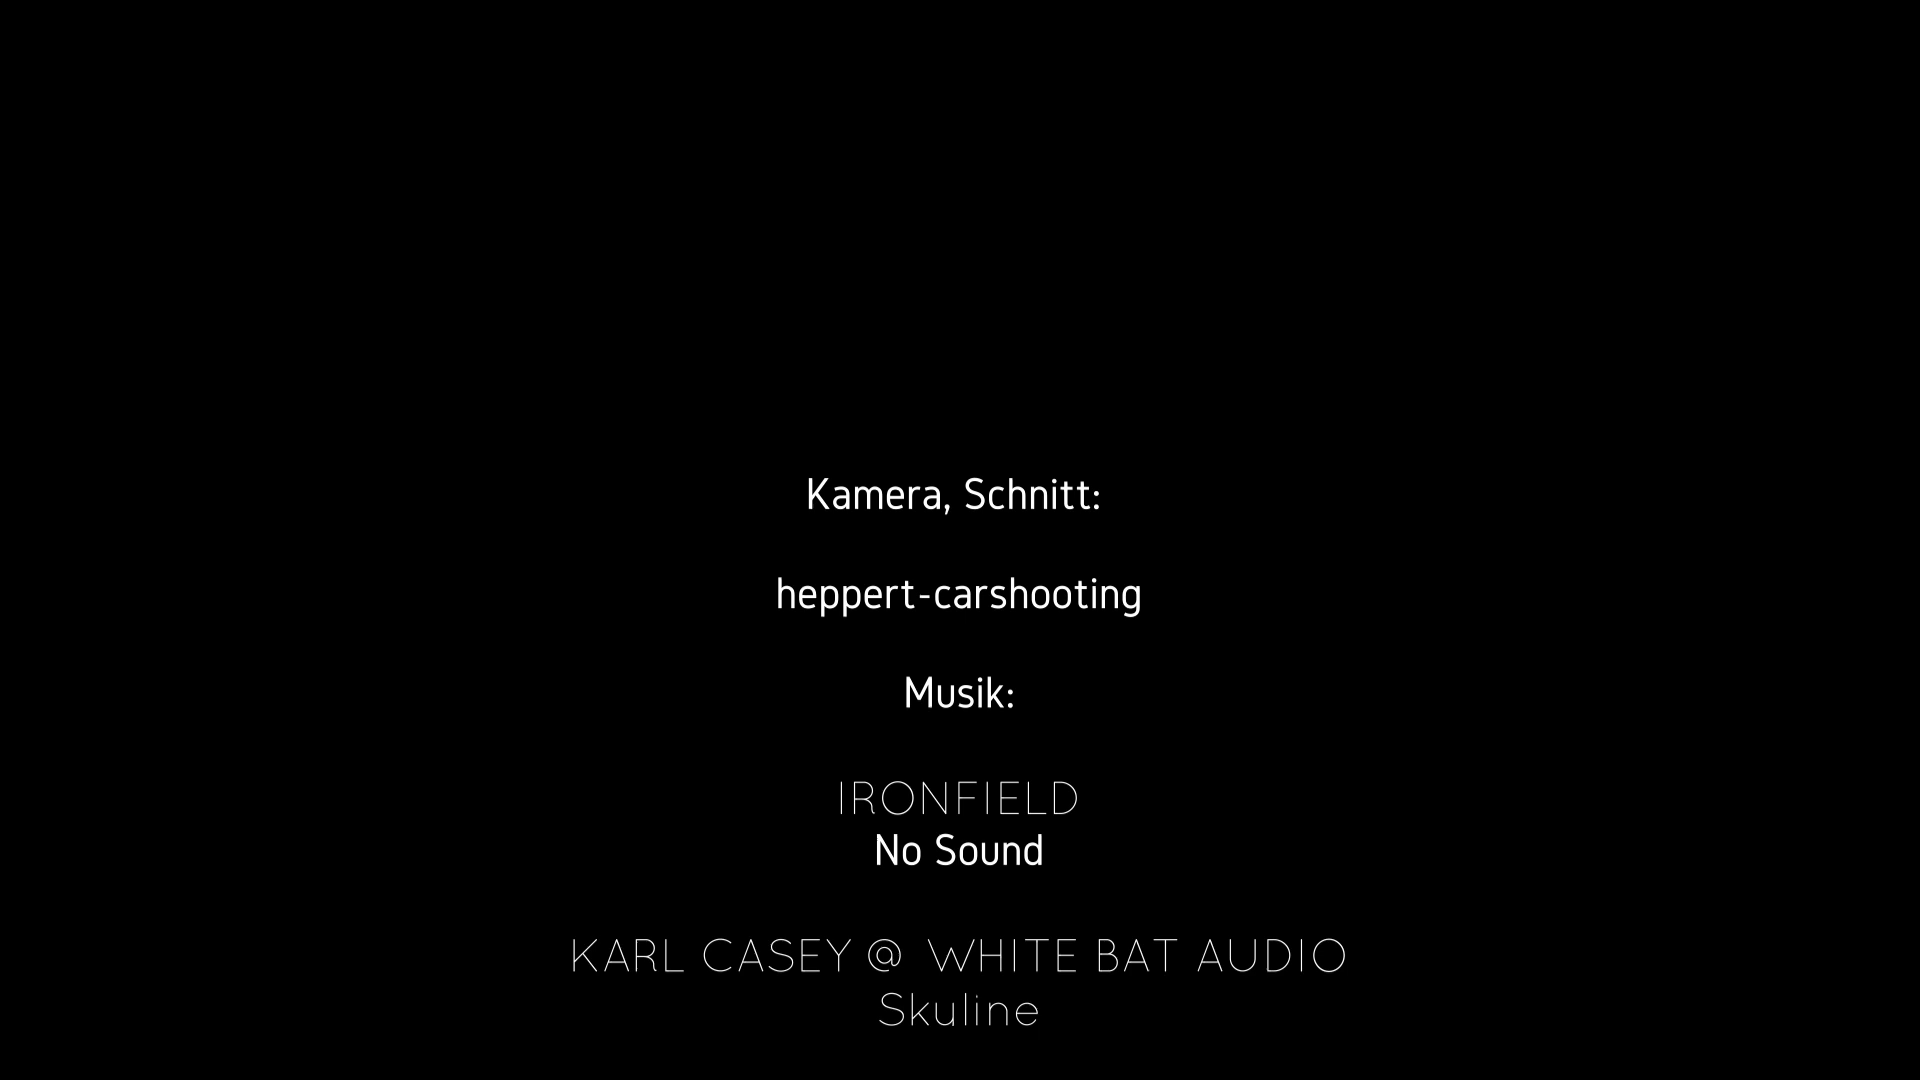 Kamera, Schnitt:
heppert-carshooting
Musik:
IRONFIELD
No Sound
KARL CASEY @ WHITE BAT AUDIO
Skuline